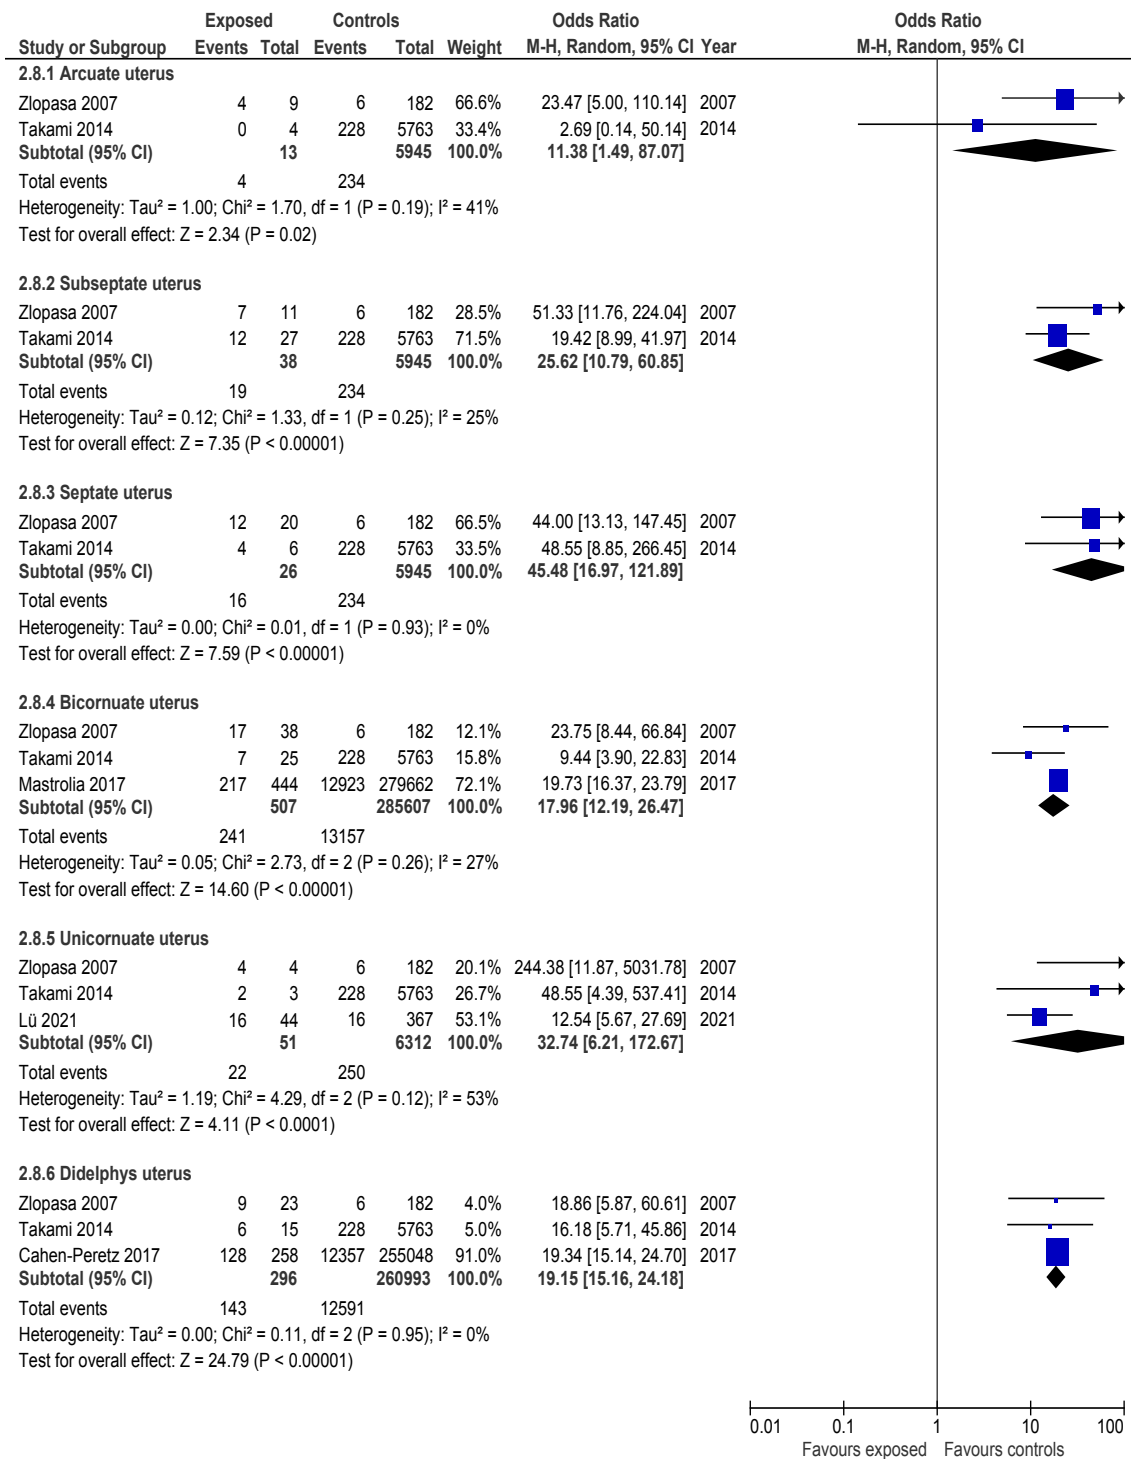 Exposed Controls Odds Ratio Odds Ratio
Study or Subgroup Events Total Events Total Weight M-H, Random, 95% CI Year M-H, Random, 95% CI
2.8.1 Arcuate uterus
Zlopasa 2007 4 9 6 182 66.6% 23.47 [5.00, 110.14] 2007
Takami 2014 0 4 228 5763 33.4% 2.69 [0.14, 50.14] 2014
Subtotal (95% CI) 13 5945 100.0% 11.38 [1.49, 87.07]
Total events 4 234
Heterogeneity: Tau² = 1.00; Chi² = 1.70, df = 1 (P = 0.19); I² = 41%
Test for overall effect: Z = 2.34 (P = 0.02)
2.8.2 Subseptate uterus
Zlopasa 2007 7 11 6 182 28.5% 51.33 [11.76, 224.04] 2007
Takami 2014 12 27 228 5763 71.5% 19.42 [8.99, 41.97] 2014
Subtotal (95% CI) 38 5945 100.0% 25.62 [10.79, 60.85]
Total events 19 234
Heterogeneity: Tau² = 0.12; Chi² = 1.33, df = 1 (P = 0.25); I² = 25%
Test for overall effect: Z = 7.35 (P < 0.00001)
2.8.3 Septate uterus
Zlopasa 2007 12 20 6 182 66.5% 44.00 [13.13, 147.45] 2007
Takami 2014 4 6 228 5763 33.5% 48.55 [8.85, 266.45] 2014
Subtotal (95% CI) 26 5945 100.0% 45.48 [16.97, 121.89]
Total events 16 234
Heterogeneity: Tau² = 0.00; Chi² = 0.01, df = 1 (P = 0.93); I² = 0%
Test for overall effect: Z = 7.59 (P < 0.00001)
2.8.4 Bicornuate uterus
Zlopasa 2007 17 38 6 182 12.1% 23.75 [8.44, 66.84] 2007
Takami 2014 7 25 228 5763 15.8% 9.44 [3.90, 22.83] 2014
Mastrolia 2017 217 444 12923 279662 72.1% 19.73 [16.37, 23.79] 2017
Subtotal (95% CI) 507 285607 100.0% 17.96 [12.19, 26.47]
Total events 241 13157
Heterogeneity: Tau² = 0.05; Chi² = 2.73, df = 2 (P = 0.26); I² = 27%
Test for overall effect: Z = 14.60 (P < 0.00001)
2.8.5 Unicornuate uterus
Zlopasa 2007 4 4 6 182 20.1% 244.38 [11.87, 5031.78] 2007
Takami 2014 2 3 228 5763 26.7% 48.55 [4.39, 537.41] 2014
Lü 2021 16 44 16 367 53.1% 12.54 [5.67, 27.69] 2021
Subtotal (95% CI) 51 6312 100.0% 32.74 [6.21, 172.67]
Total events 22 250
Heterogeneity: Tau² = 1.19; Chi² = 4.29, df = 2 (P = 0.12); I² = 53%
Test for overall effect: Z = 4.11 (P < 0.0001)
2.8.6 Didelphys uterus
Zlopasa 2007 9 23 6 182 4.0% 18.86 [5.87, 60.61] 2007
Takami 2014 6 15 228 5763 5.0% 16.18 [5.71, 45.86] 2014
Cahen-Peretz 2017 128 258 12357 255048 91.0% 19.34 [15.14, 24.70] 2017
Subtotal (95% CI) 296 260993 100.0% 19.15 [15.16, 24.18]
Total events 143 12591
Heterogeneity: Tau² = 0.00; Chi² = 0.11, df = 2 (P = 0.95); I² = 0%
Test for overall effect: Z = 24.79 (P < 0.00001)
0.01 0.1 1 10 100
Favours exposed Favours controls